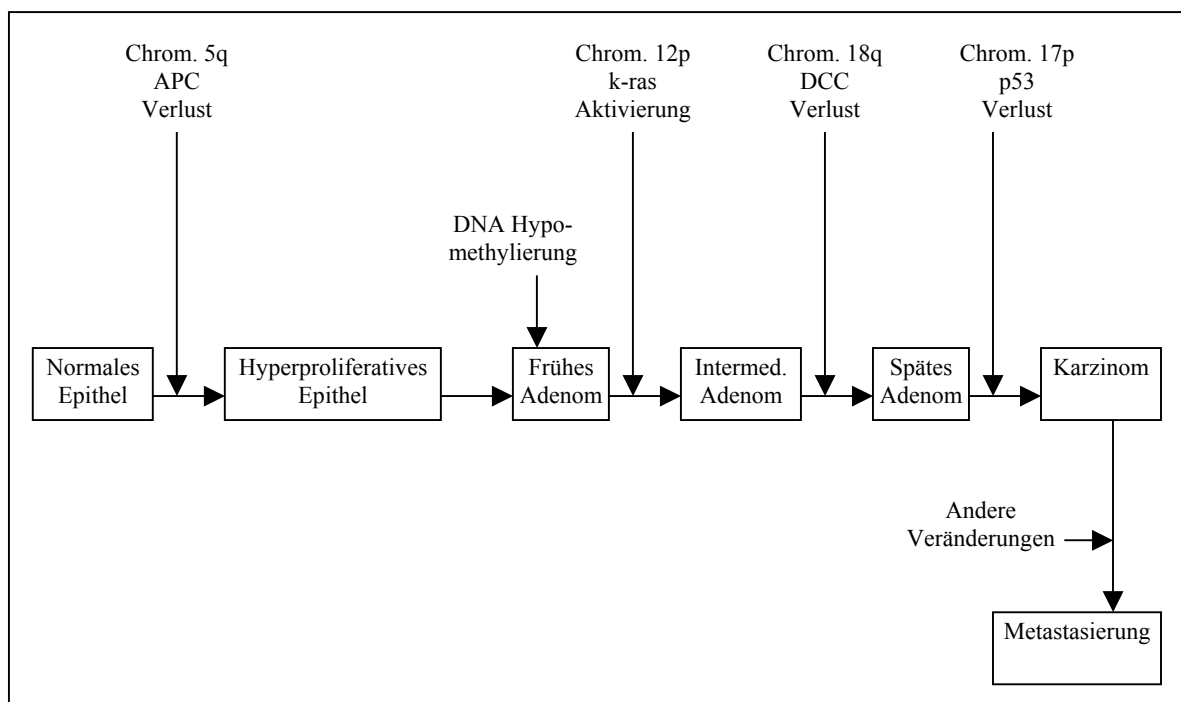 Chrom. 5q
APC
Verlust
Chrom. 12p
k-ras
Aktivierung
Chrom. 18q
DCC
Verlust
Chrom. 17p
p53
Verlust
DNA Hypo-
methylierung
Normales
Epithel
Hyperproliferatives
Epithel
Frühes
Adenom
Intermed.
Adenom
Spätes
Adenom
Karzinom
Andere
Veränderungen
Metastasierung